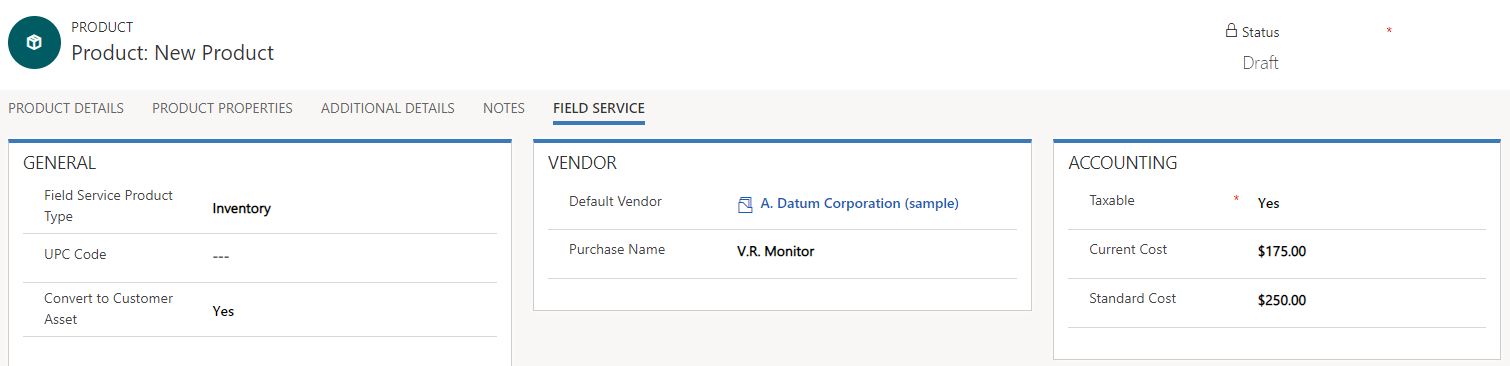 PRODUCT
Product: New Product
Status *
Draft
PRODUCT DETAILS PRODUCT PROPERTIES ADDITIONAL DETAILS NOTES FIELD SERVICE
GENERAL
Field Service Product
Type
Inventory
UPC Code ---
Convert to Customer
Asset
Yes
VENDOR
Default Vendor A. Datum Corporation (sample)
Purchase Name V.R. Monitor
ACCOUNTING
Taxable * Yes
Current Cost $175.00
Standard Cost $250.00